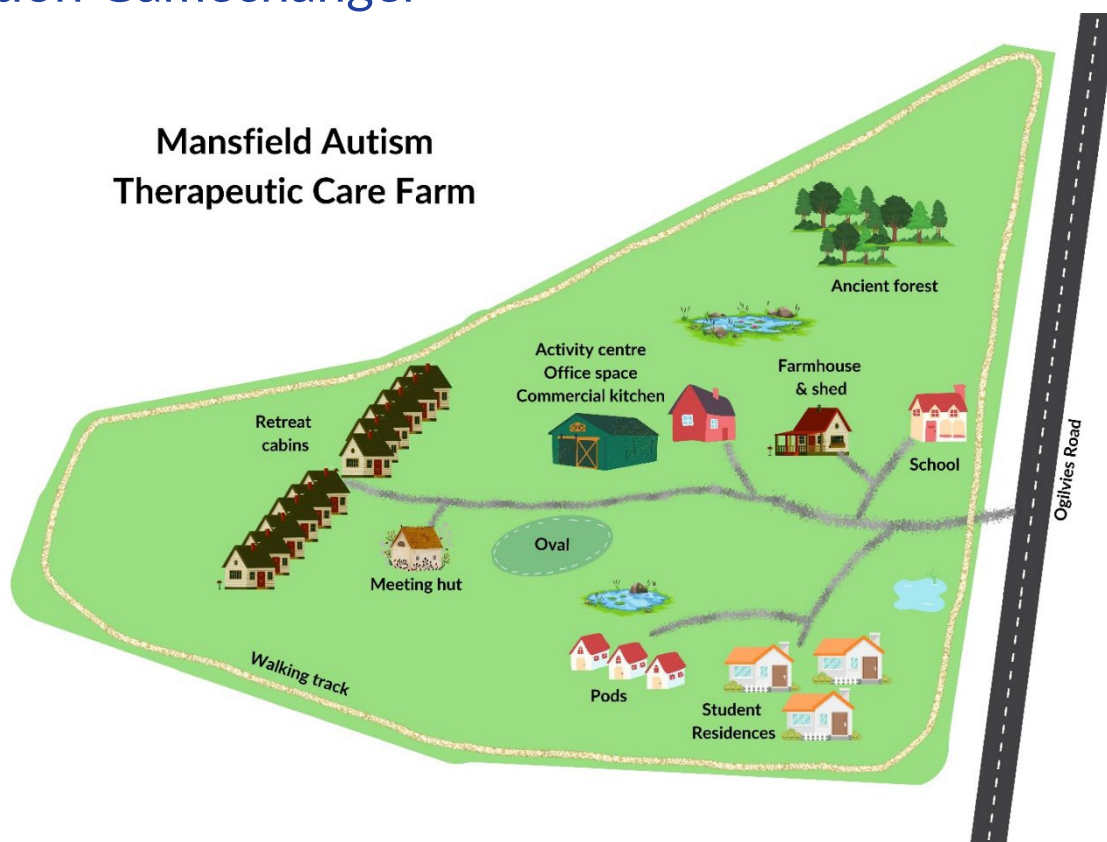 Mansfield Autism
Therapeutic Care Farm
Ancient forest
Activity centre
Office space
Commercial kitchen
Farmhouse
& shed
Retreat
cabins
School
Ogilvies Road
Oval
Meeting hut
Walking track
Pods
Student
Residences